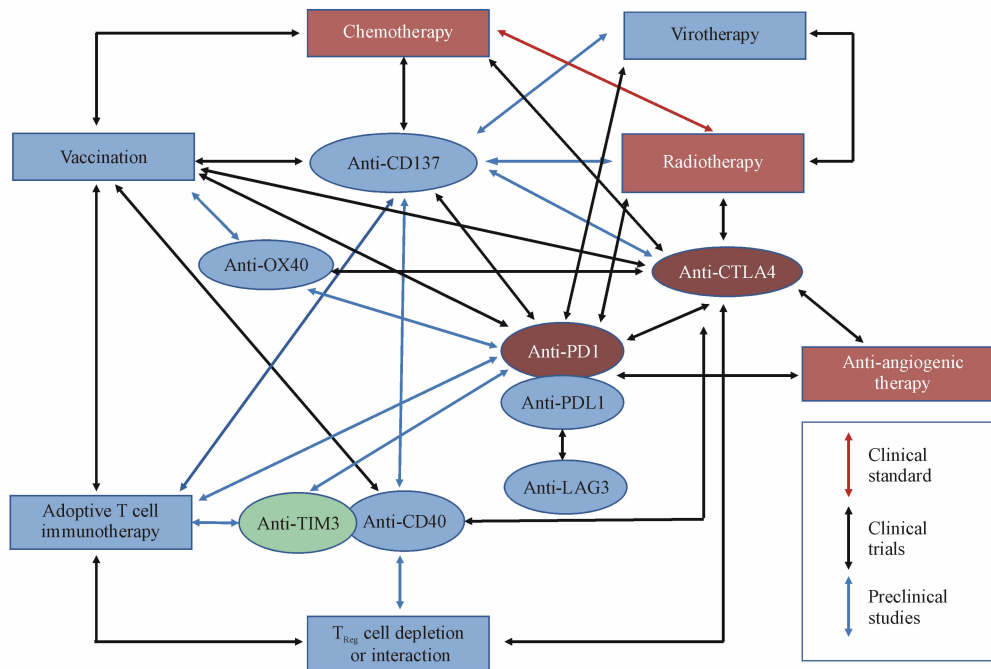 Chemotherapy
Virotherapy
Vaccination
Anti-CD137
Radiotherapy
Anti-OX40
Anti-CTLA4
Anti-PD1
Anti-angiogenic
therapy
Anti-PDL1
Anti-LAG3
Adoptive T cell
immunotherapy
Anti-TIM3
Anti-CD40
TReg cell depletion
or interaction
Clinical
standard
Clinical
trials
Preclinical
studies